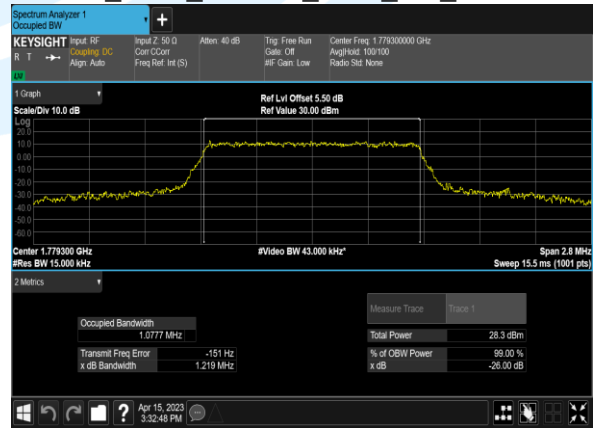 Spectrum Analyzer 1
Occupied BW
+
KEYSIGHT Input: RF Input Z: 50 Ω Atten: 40 dB Trig: Free Run Center Freq: 1.779300000 GHz
R T Coupling: DC Corr CCorr Gate: Off Avg|Hold: 100/100
Align: Auto Freq Ref: Int (S) #IF Gain: Low Radio Std: None
LU
1 Graph
Ref Lvl Offset 5.50 dB
Scale/Div 10.0 dB Ref Value 30.00 dBm
Log
20.0
10.0
0.00
-10.0
-20.0
-30.0
-40.0
-50.0
-60.0
Center 1.779300 GHz #Video BW 43.000 kHz* Span 2.8 MHz
#Res BW 15.000 kHz Sweep 15.5 ms (1001 pts)
2 Metrics
Measure Trace Trace 1
Occupied Bandwidth
1.0777 MHz Total Power 28.3 dBm
Transmit Freq Error -151 Hz % of OBW Power 99.00 %
x dB Bandwidth 1.219 MHz x dB -26.00 dB
?
Apr 15, 2023
3:32:48 PM